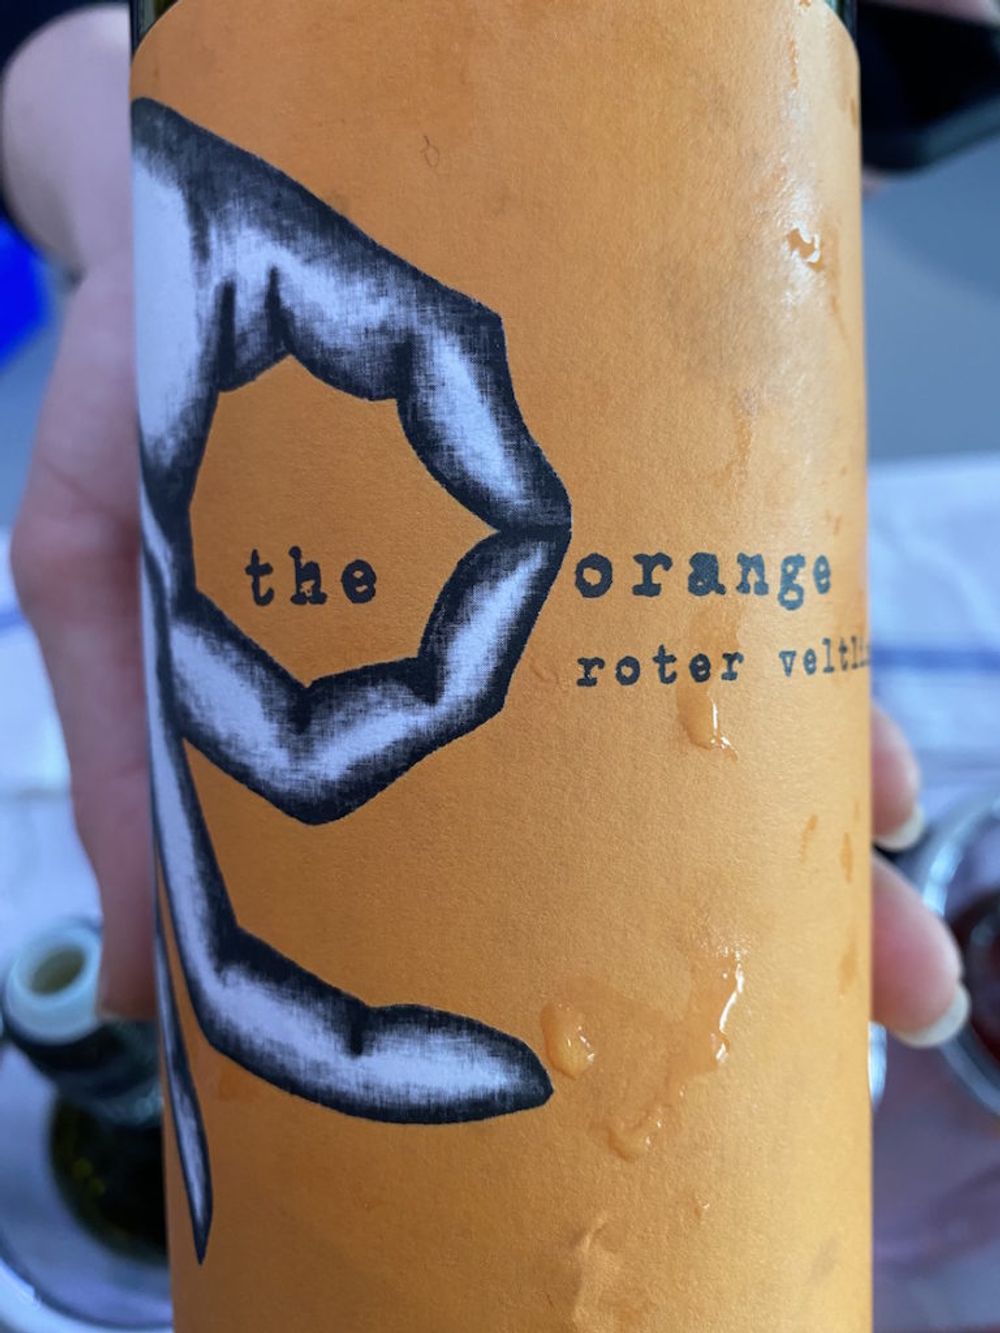 the orange
roter